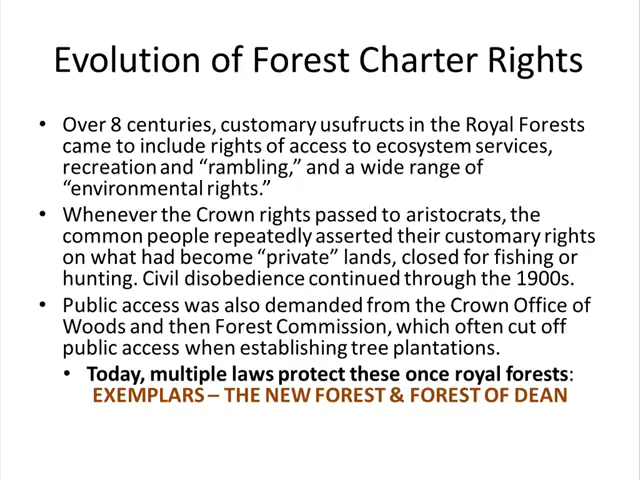 Evolution of Forest Charter Rights
• Over 8 centuries, customary usufructs in the Royal Forests
came to include rights of access to ecosystem services,
recreation and “rambling,” and a wide range of
“environmental rights.”
• Whenever the Crown rights passed to aristocrats, the
common people repeatedly asserted their customary rights
on what had become “private” lands, closed for fishing or
hunting. Civil disobedience continued through the 1900s.
• Public access was also demanded from the Crown Office of
Woods and then Forest Commission, which often cut off
public access when establishing tree plantations.
• Today, multiple laws protect these once royal forests:
EXEMPLARS – THE NEW FOREST & FOREST OF DEAN